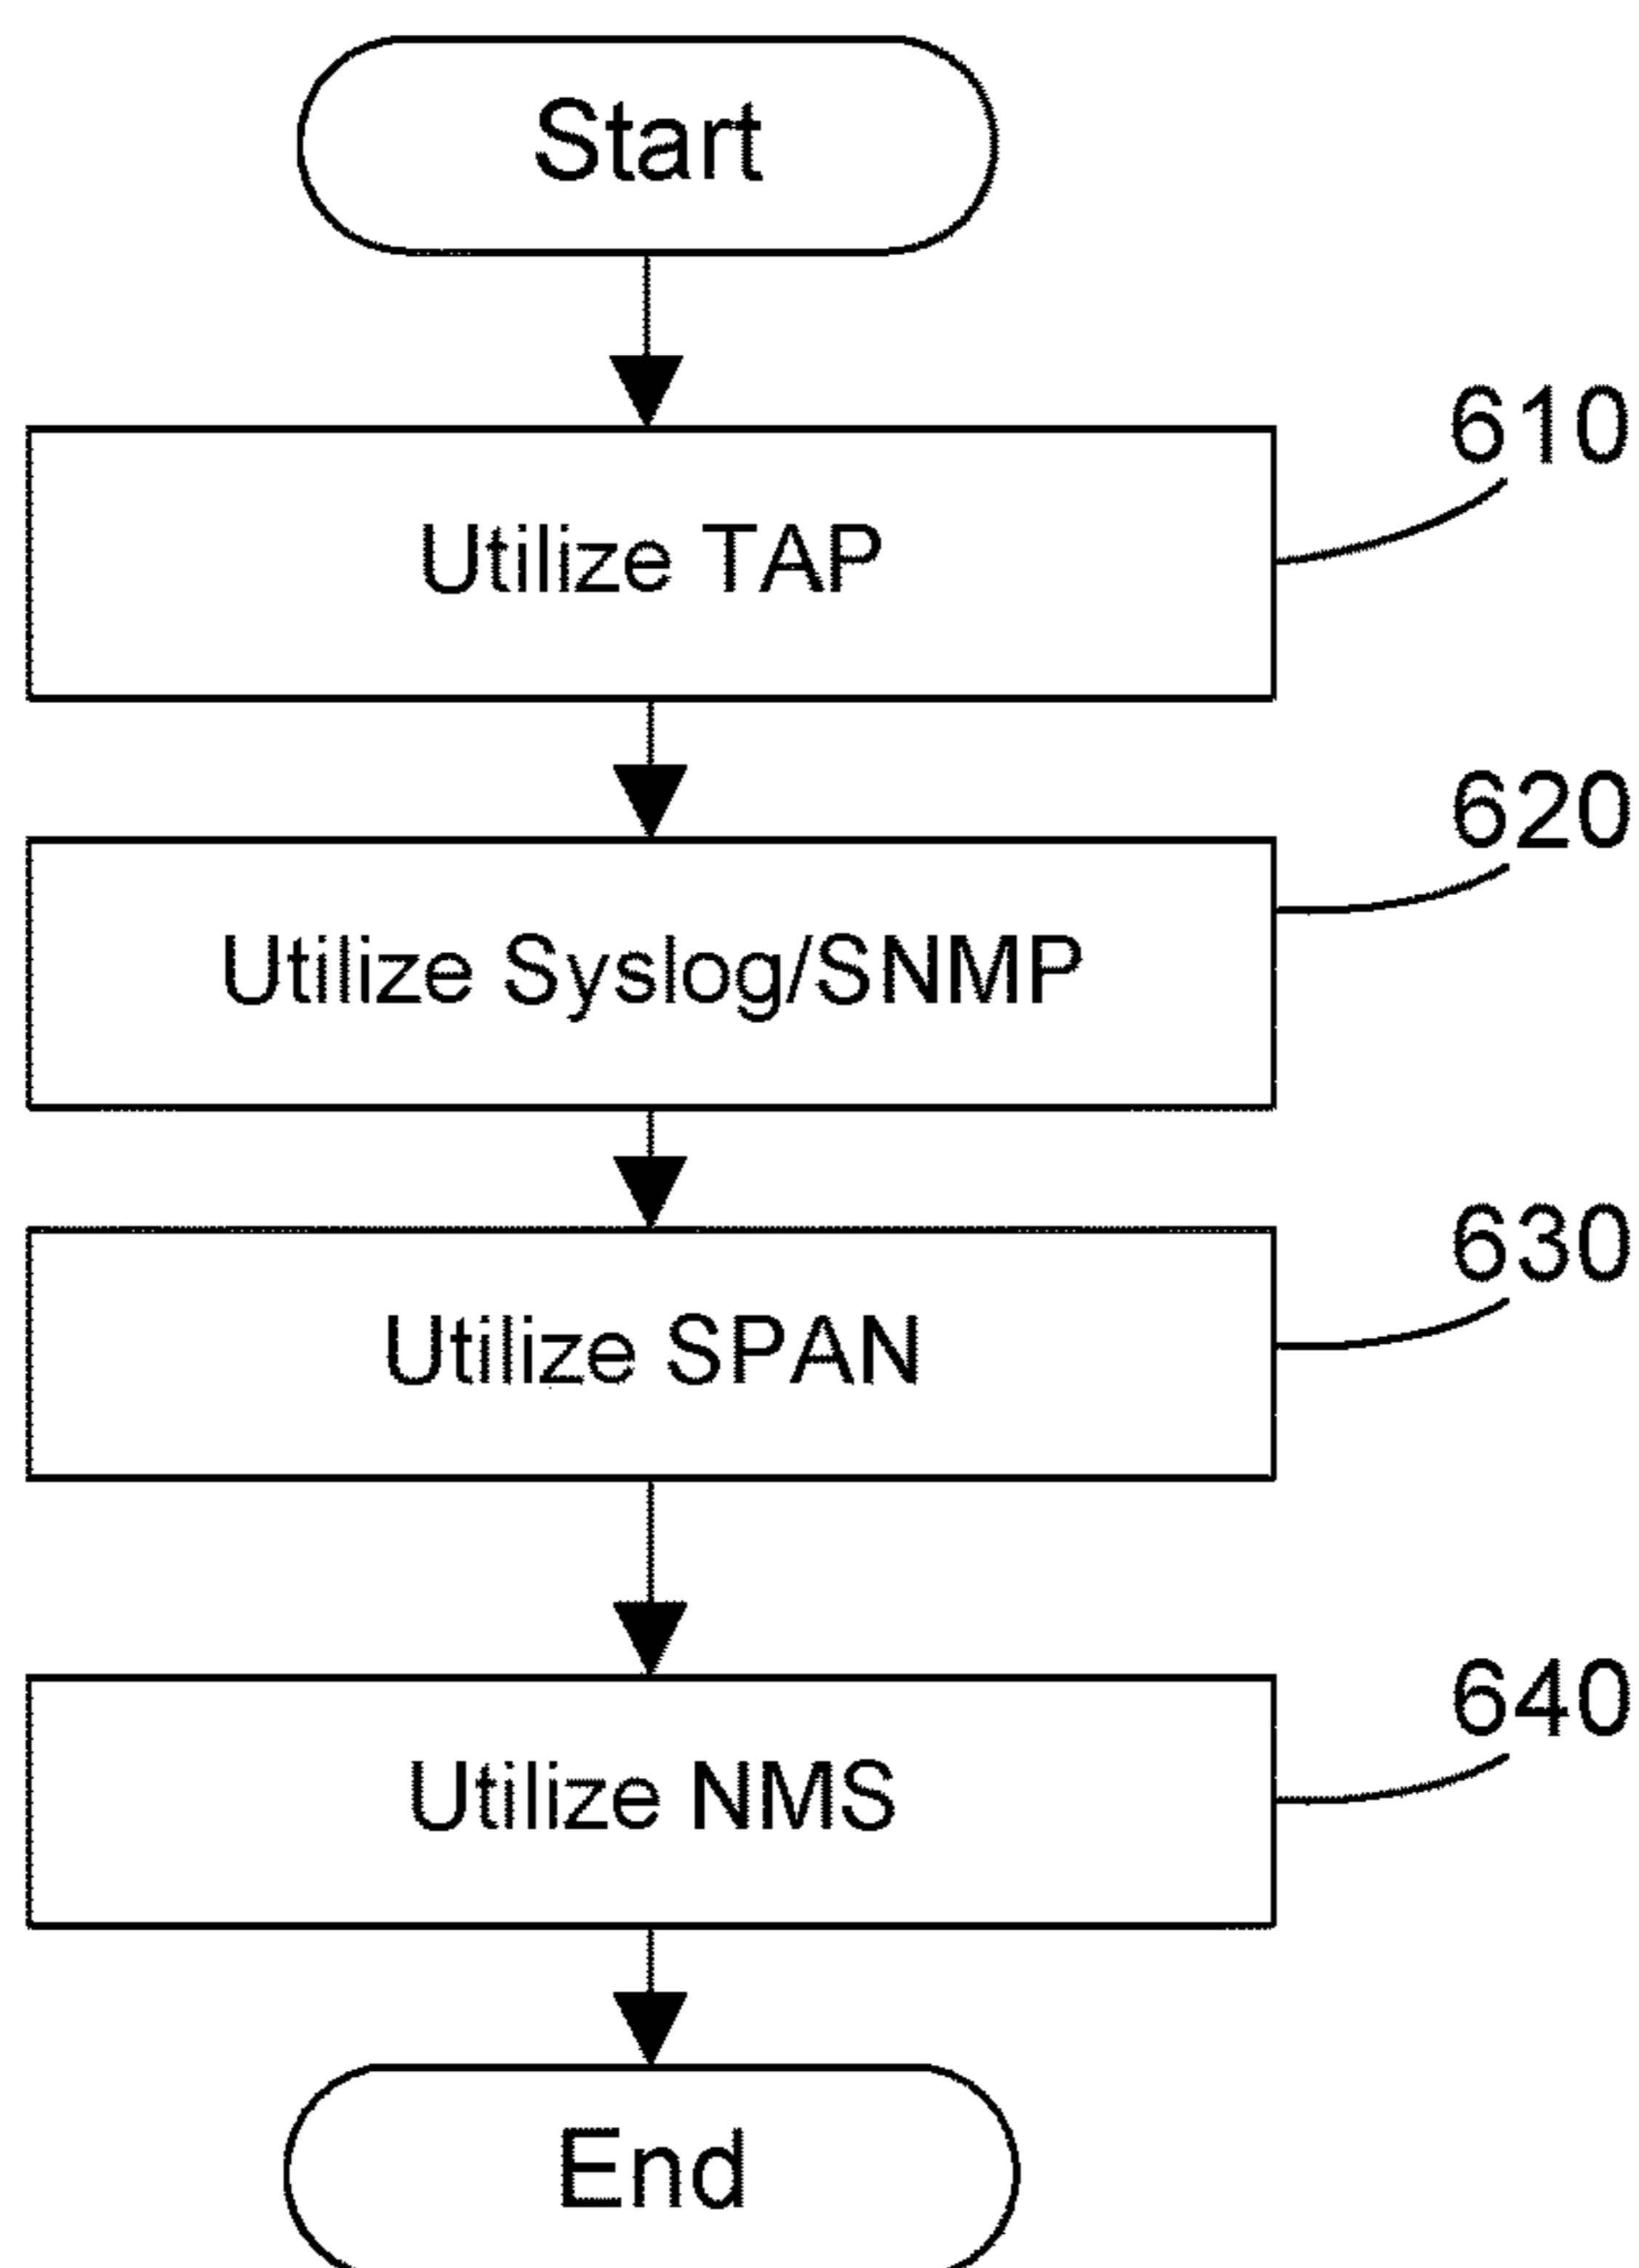 Start
610
Utilize TAP
620
Utilize Syslog/SNMP
630
Utilize SPAN
640
Utilize NMS
End